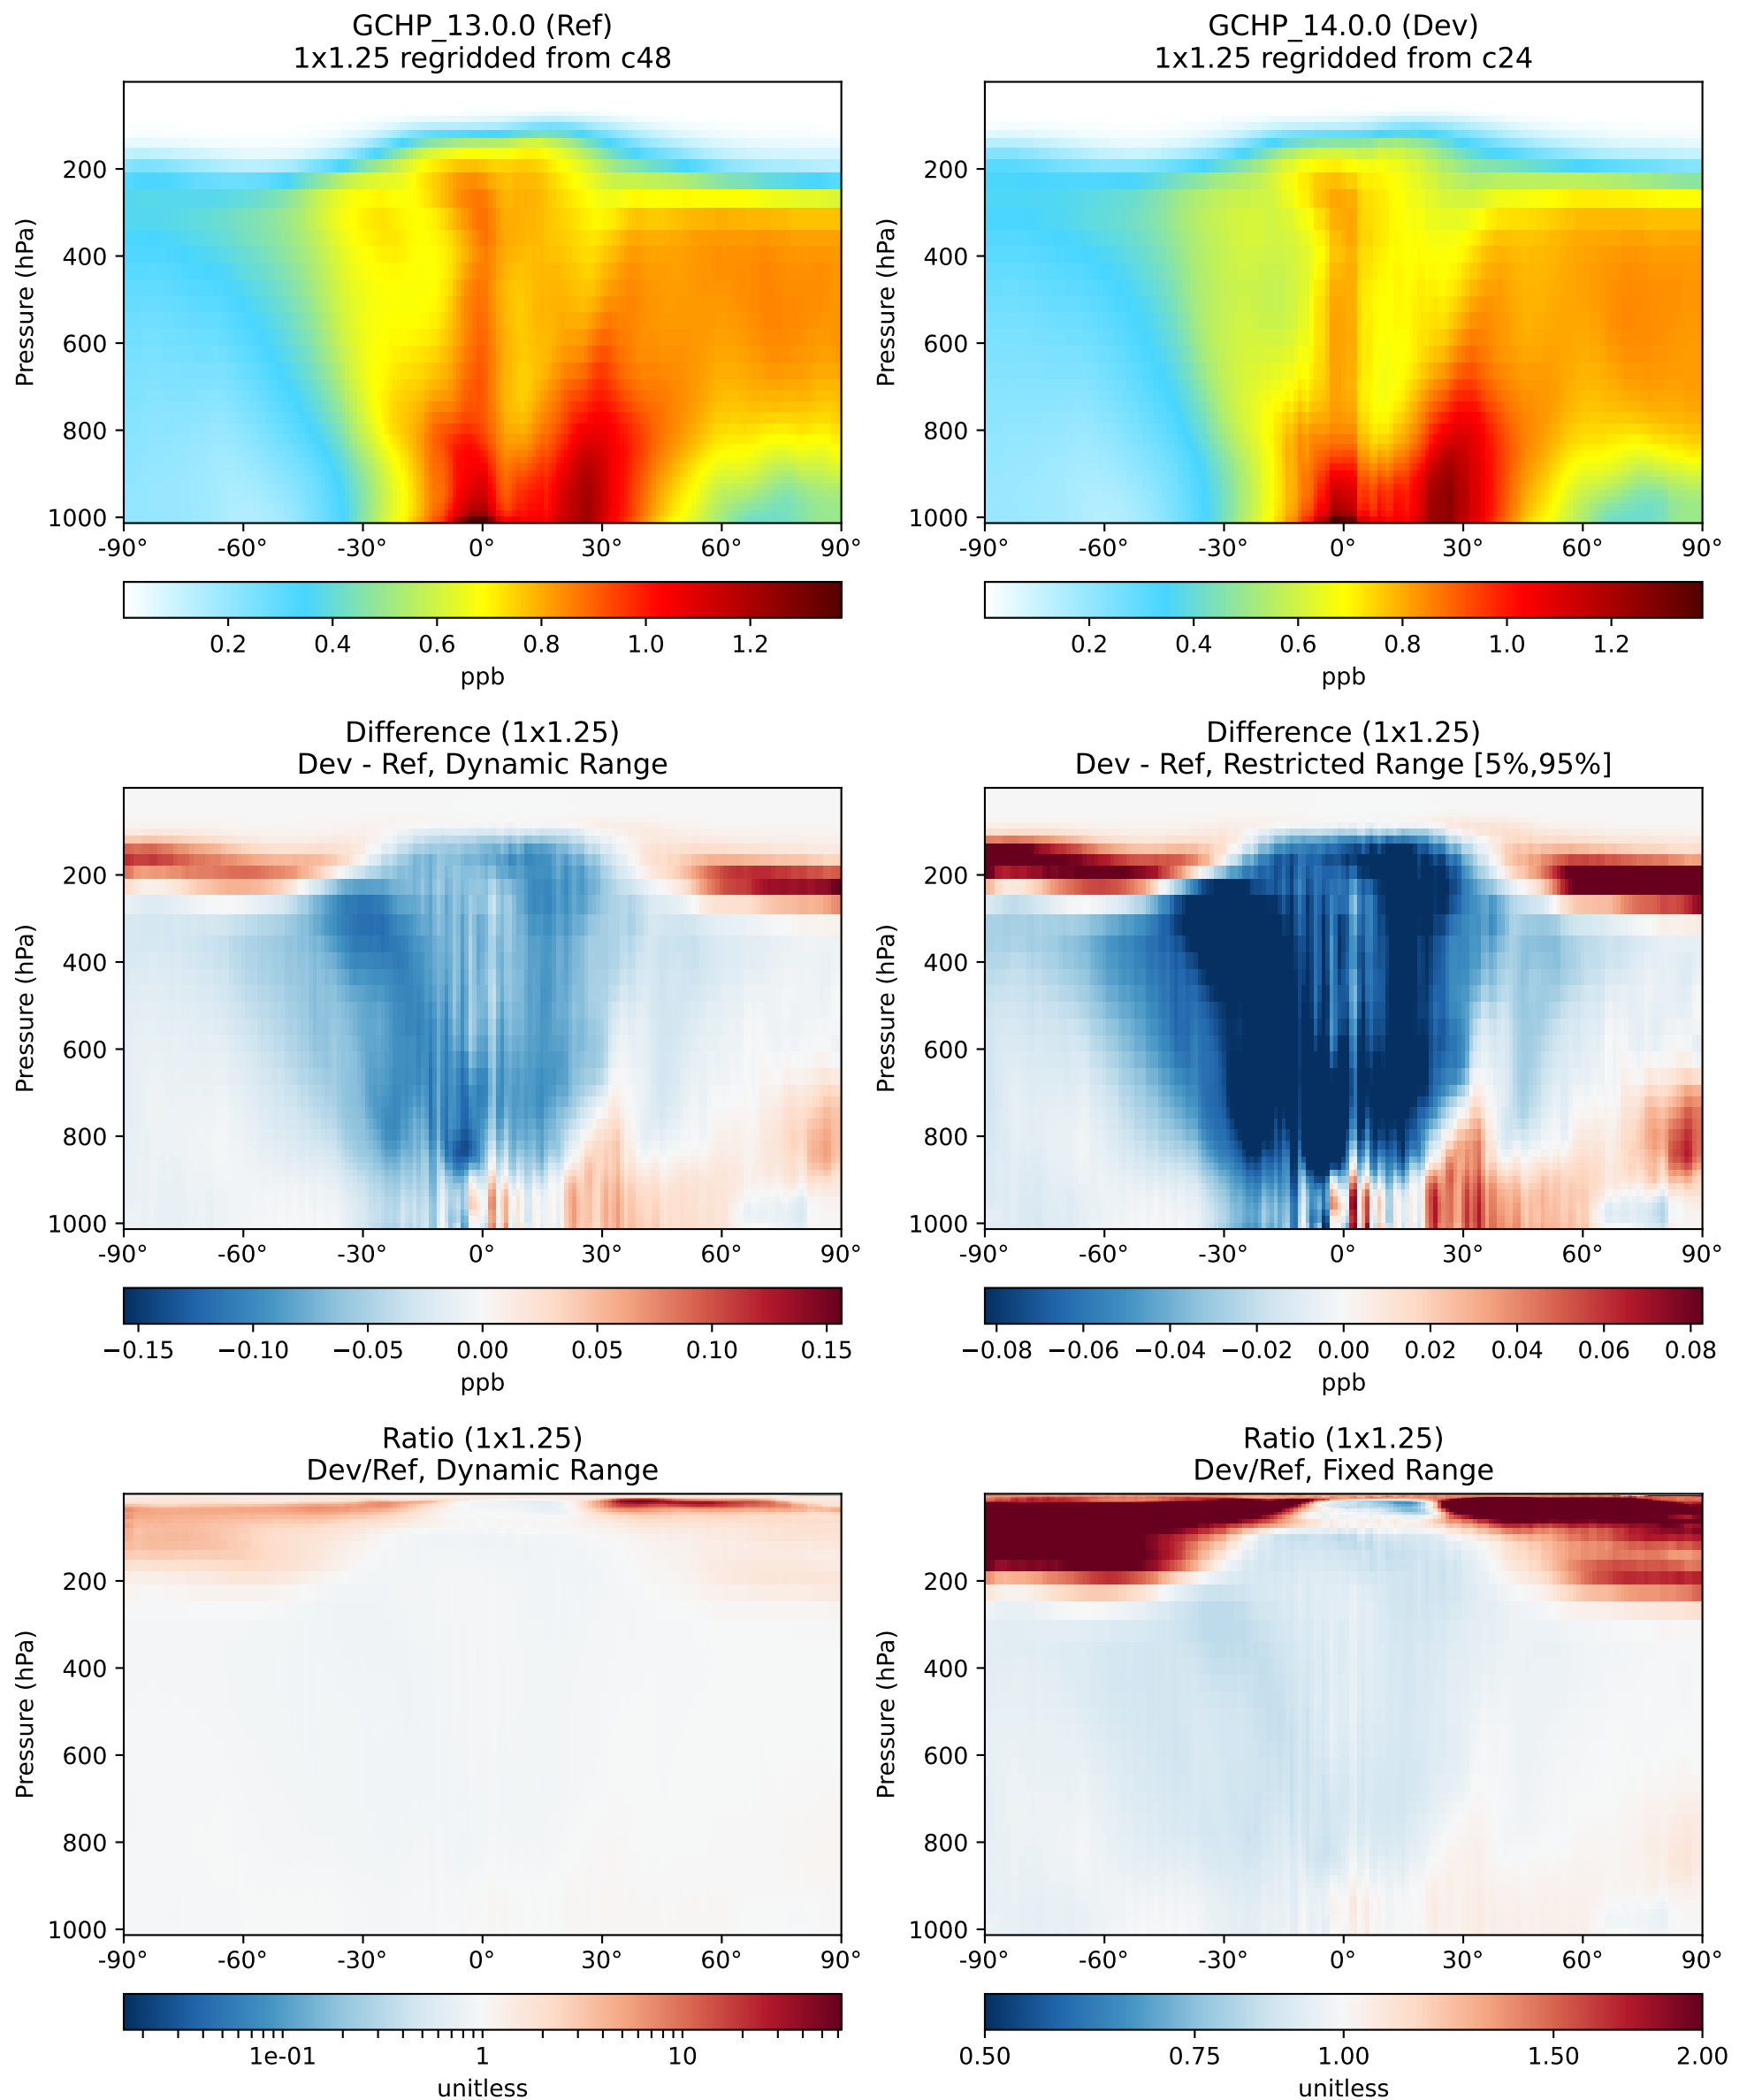 GCHP_13.0.0 (Ref)
1x1.25 regridded from c48
GCHP_14.0.0 (Dev)
1x1.25 regridded from c24
Pressure (hPa)
200
400
600
800
1000
-90° -60° -30° 0° 30° 60° 90°
0.2 0.4 0.6 0.8 1.0 1.2
ppb
Pressure (hPa)
200
400
600
800
1000
-90° -60° -30° 0° 30° 60° 90°
0.2 0.4 0.6 0.8 1.0 1.2
ppb
Difference (1x1.25)
Dev - Ref, Dynamic Range
Difference (1x1.25)
Dev - Ref, Restricted Range [5%,95%]
Pressure (hPa)
200
400
600
800
1000
-90° -60° -30° 0° 30° 60° 90°
−0.15 −0.10 −0.05 0.00 0.05 0.10 0.15
ppb
Pressure (hPa)
200
400
600
800
1000
-90° -60° -30° 0° 30° 60° 90°
−0.08 −0.06 −0.04 −0.02 0.00 0.02 0.04 0.06 0.08
ppb
Ratio (1x1.25)
Dev/Ref, Dynamic Range
Ratio (1x1.25)
Dev/Ref, Fixed Range
Pressure (hPa)
200
400
600
800
1000
-90° -60° -30° 0° 30° 60° 90°
1e-01 1 10
unitless
Pressure (hPa)
200
400
600
800
1000
-90° -60° -30° 0° 30° 60° 90°
0.50 0.75 1.00 1.50 2.00
unitless